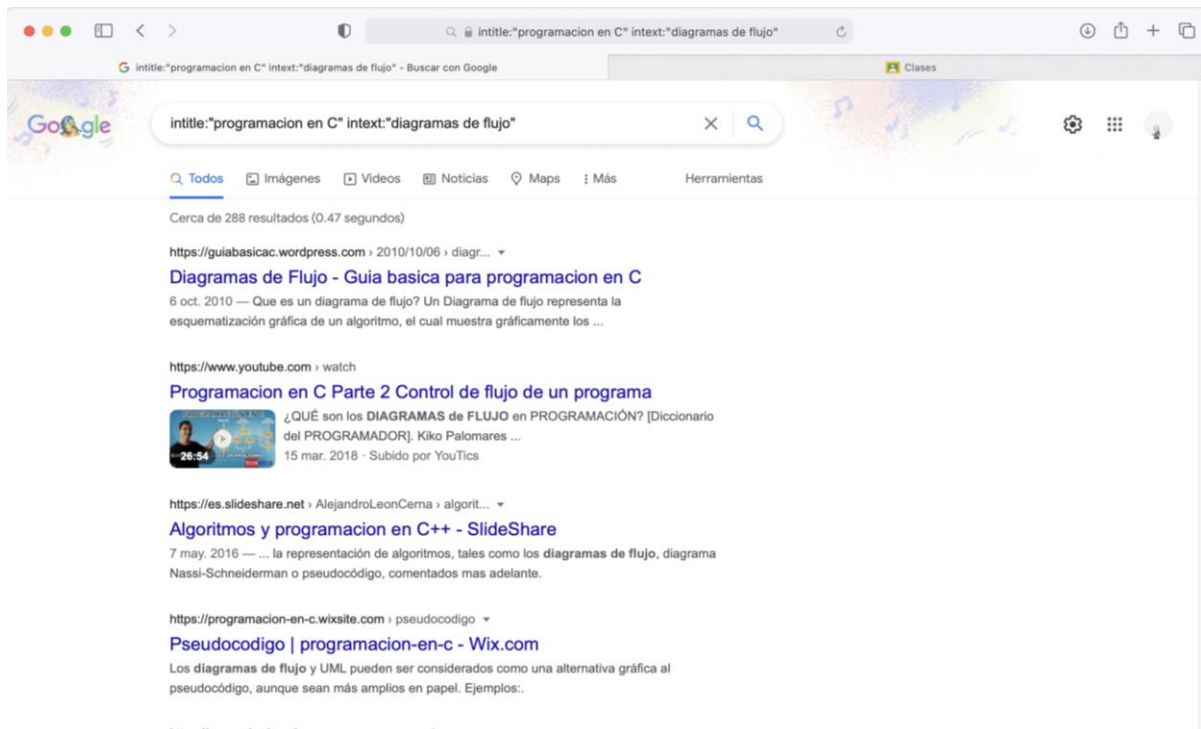 intitle:"programacion en C" intext:"diagramas de flujo"
intitle:"programacion en C" intext:"diagramas de flujo" - Buscar con Google
Clases
Google
intitle:"programacion en C" intext:"diagramas de flujo"
Todos Imágenes Videos Noticias Maps Más Herramientas
Cerca de 288 resultados (0.47 segundos)
https://guiabasicac.wordpress.com › 2010/10/06 › diagr...
Diagramas de Flujo - Guia basica para programacion en C
6 oct. 2010 — Que es un diagrama de flujo? Un Diagrama de flujo representa la
esquematización gráfica de un algoritmo, el cual muestra gráficamente los ...
https://www.youtube.com › watch
Programacion en C Parte 2 Control de flujo de un programa
¿QUÉ son los DIAGRAMAS de FLUJO en PROGRAMACIÓN? [Diccionario
del PROGRAMADOR]. Kiko Palomares ...
26:54
15 mar. 2018 · Subido por YouTics
https://es.slideshare.net › AlejandroLeonCerna › algorit...
Algoritmos y programacion en C++ - SlideShare
7 may. 2016 — ... la representación de algoritmos, tales como los diagramas de flujo, diagrama
Nassi-Schneiderman o pseudocódigo, comentados mas adelante.
https://programacion-en-c.wixsite.com › pseudocodigo
Pseudocodigo | programacion-en-c - Wix.com
Los diagramas de flujo y UML pueden ser considerados como una alternativa gráfica al
pseudocódigo, aunque sean más amplios en papel. Ejemplos:.